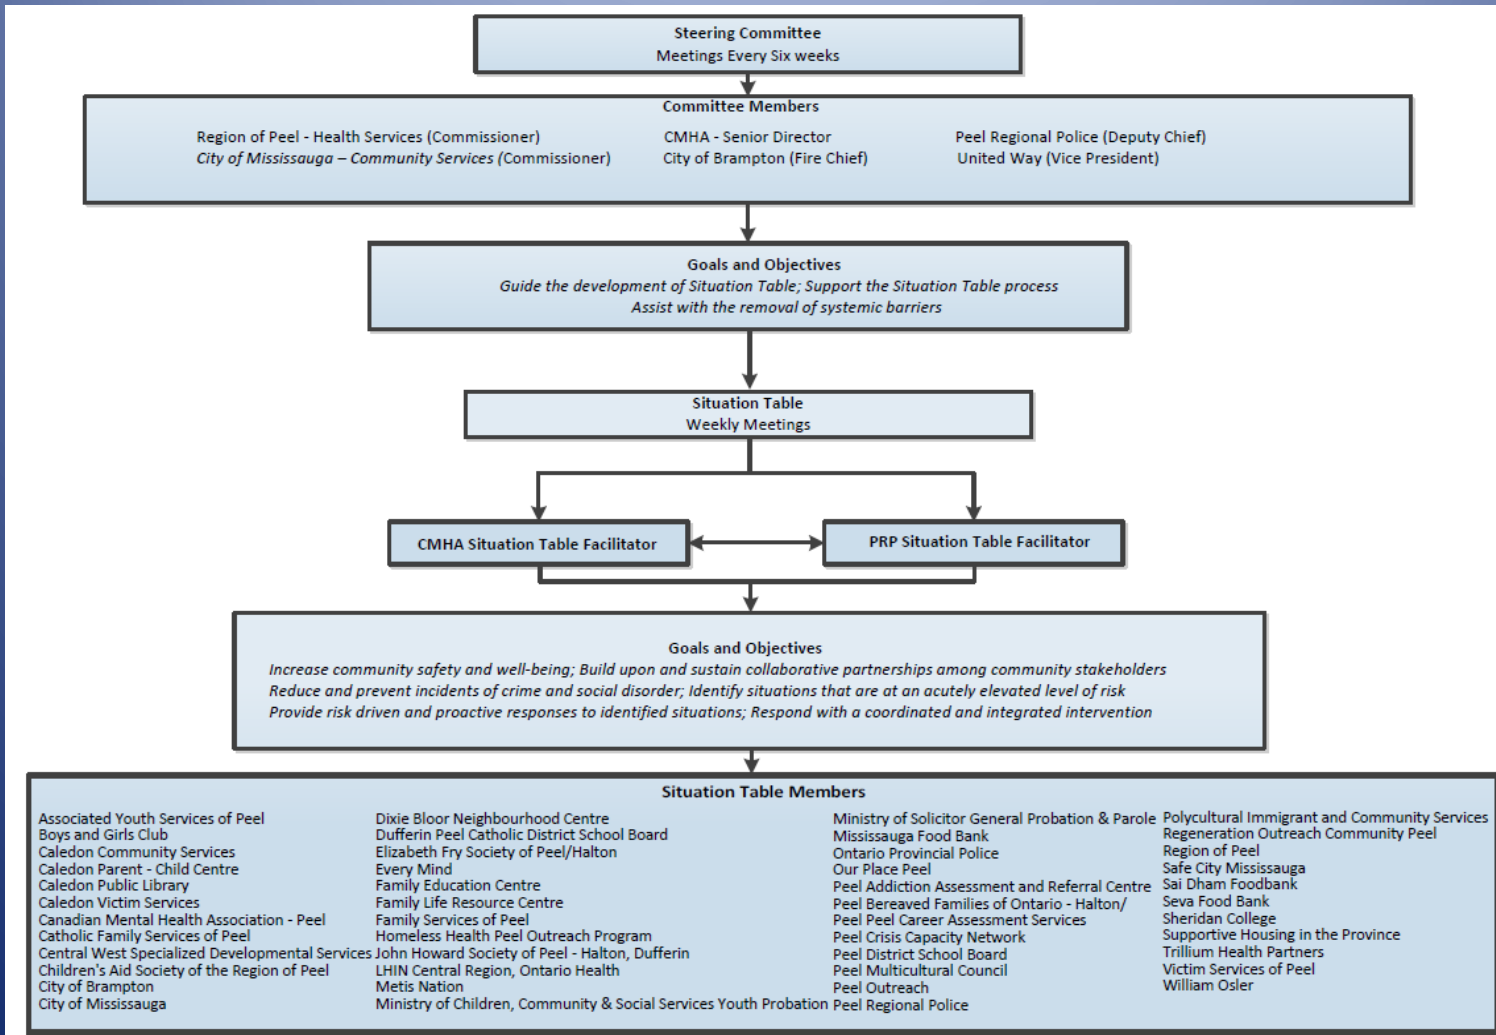 Steering Committee
Meetings Every Six weeks
Committee Members
Region of Peel - Health Services (Commissioner)
City of Mississauga – Community Services (Commissioner)
CMHA - Senior Director
City of Brampton (Fire Chief)
Peel Regional Police (Deputy Chief)
United Way (Vice President)
Goals and Objectives
Guide the development of Situation Table; Support the Situation Table process
Assist with the removal of systemic barriers
Situation Table
Weekly Meetings
CMHA Situation Table Facilitator
PRP Situation Table Facilitator
Goals and Objectives
Increase community safety and well-being; Build upon and sustain collaborative partnerships among community stakeholders
Reduce and prevent incidents of crime and social disorder; Identify situations that are at an acutely elevated level of risk
Provide risk driven and proactive responses to identified situations; Respond with a coordinated and integrated intervention
Situation Table Members
Associated Youth Services of Peel
Boys and Girls Club
Caledon Community Services
Caledon Parent - Child Centre
Caledon Public Library
Caledon Victim Services
Canadian Mental Health Association - Peel
Catholic Family Services of Peel
Central West Specialized Developmental Services
Children's Aid Society of the Region of Peel
City of Brampton
City of Mississauga
Dixie Bloor Neighbourhood Centre
Dufferin Peel Catholic District School Board
Elizabeth Fry Society of Peel/Halton
Every Mind
Family Education Centre
Family Life Resource Centre
Family Services of Peel
Homeless Health Peel Outreach Program
John Howard Society of Peel - Halton, Dufferin
LHIN Central Region, Ontario Health
Metis Nation
Ministry of Children, Community & Social Services Youth Probation
Ministry of Solicitor General Probation & Parole
Mississauga Food Bank
Ontario Provincial Police
Our Place Peel
Peel Addiction Assessment and Referral Centre
Peel Bereaved Families of Ontario - Halton/
Peel Peel Career Assessment Services
Peel Crisis Capacity Network
Peel District School Board
Peel Multicultural Council
Peel Outreach
Peel Regional Police
Polycultural Immigrant and Community Services
Regeneration Outreach Community Peel
Region of Peel
Safe City Mississauga
Sai Dham Foodbank
Seva Food Bank
Sheridan College
Supportive Housing in the Province
Trillium Health Partners
Victim Services of Peel
William Osler